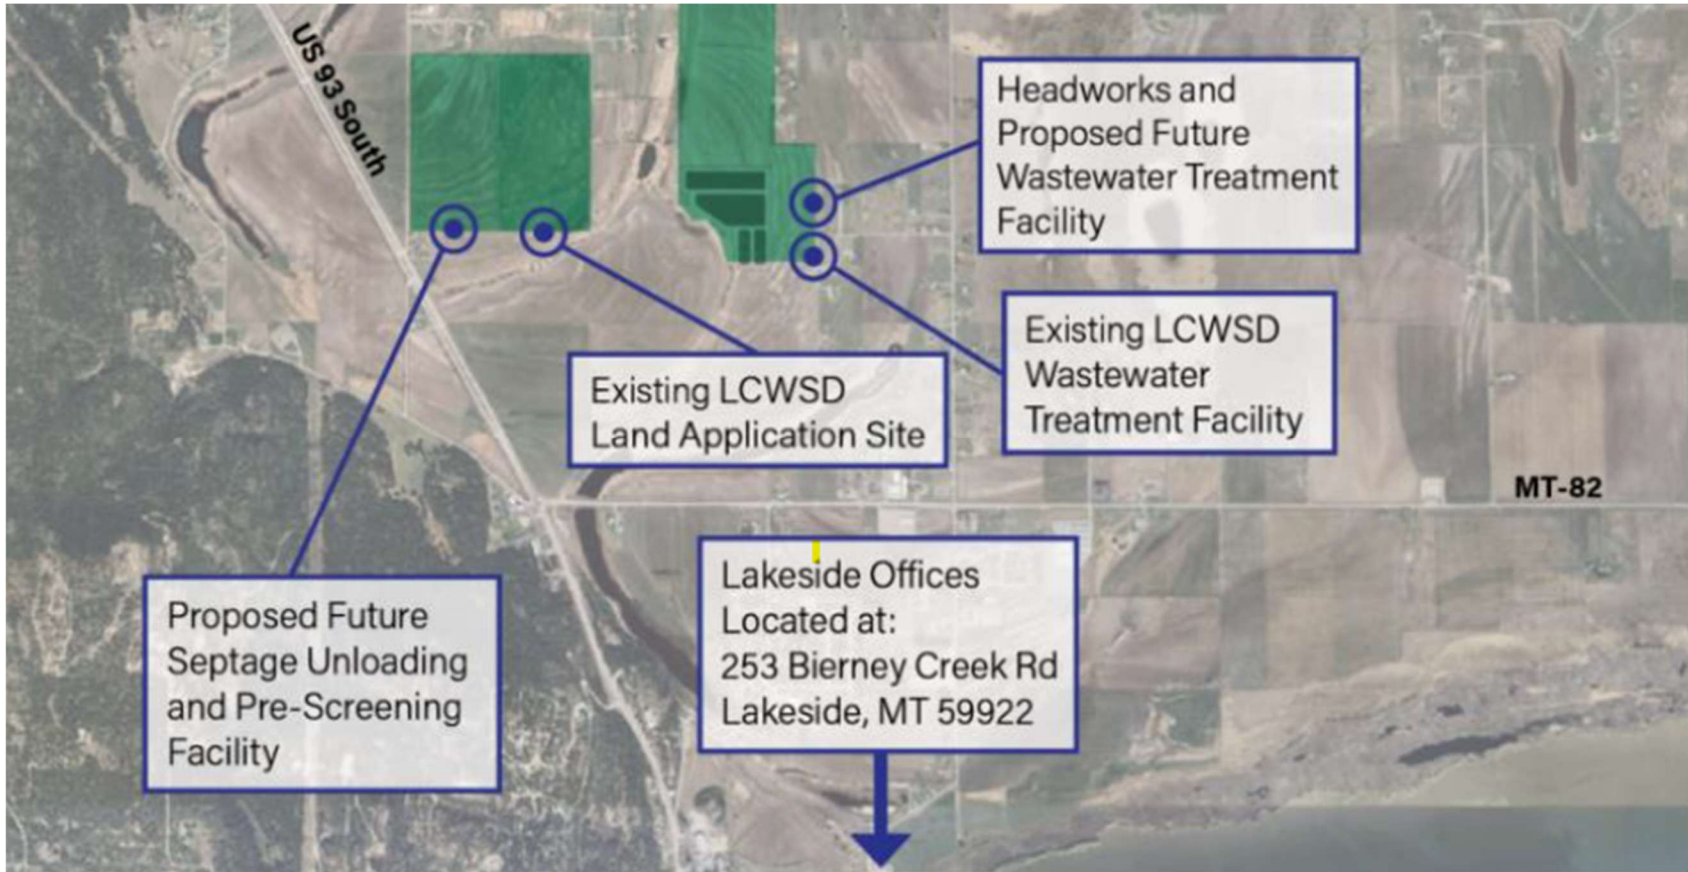 US 93 South
Headworks and
Proposed Future
Wastewater Treatment
Facility
Existing LCWSD
Wastewater
Treatment Facility
Existing LCWSD
Land Application Site
MT-82
Proposed Future
Septage Unloading
and Pre-Screening
Facility
Lakeside Offices
Located at:
253 Bierney Creek Rd
Lakeside, MT 59922